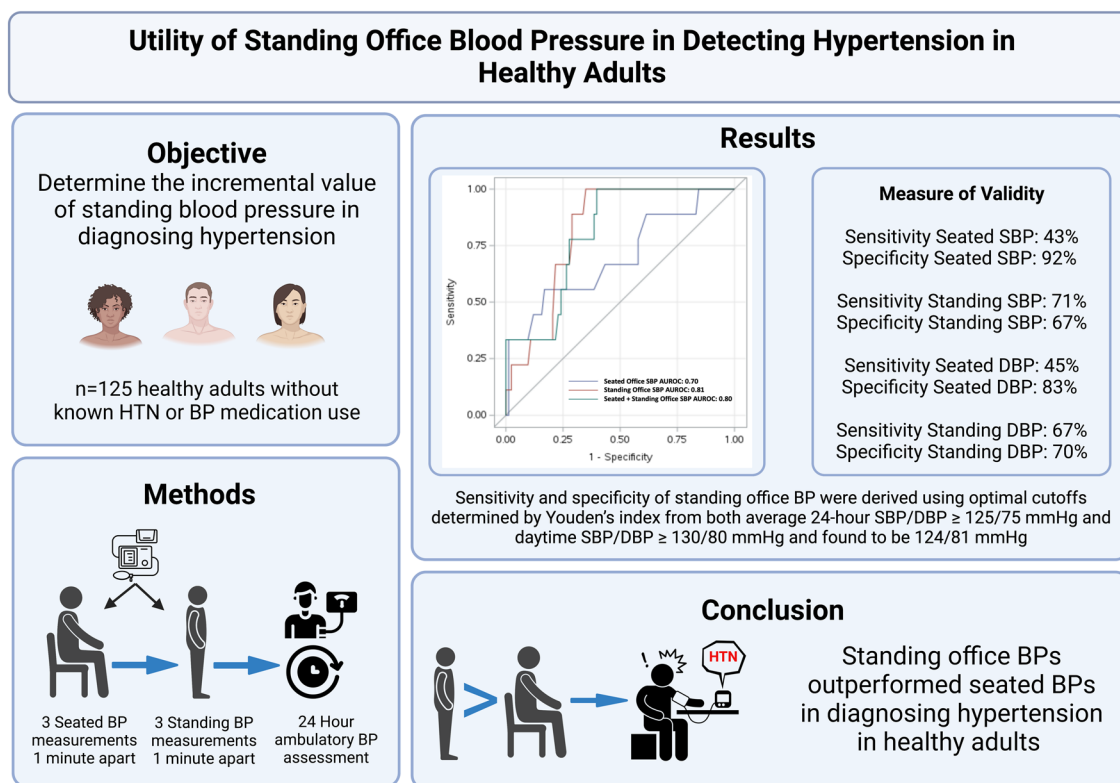 Utility of Standing Office Blood Pressure in Detecting Hypertension in
Healthy Adults
Objective
Determine the incremental value
of standing blood pressure in
diagnosing hypertension
n=125 healthy adults without
known HTN or BP medication use
Methods
3 Seated BP
measurements
1 minute apart
3 Standing BP
measurements
1 minute apart
24 Hour
ambulatory BP
assessment
Results
1.00
0.75
0.50
0.25
0.00
Sensitivity
0.00
0.25
0.50
0.75
1.00
1 - Specificity
Seated Office SBP AUROC: 0.70
Standing Office SBP AUROC: 0.81
Seated + Standing Office SBP AUROC: 0.80
Measure of Validity
Sensitivity Seated SBP: 43%
Specificity Seated SBP: 92%
Sensitivity Standing SBP: 71%
Specificity Standing SBP: 67%
Sensitivity Seated DBP: 45%
Specificity Seated DBP: 83%
Sensitivity Standing DBP: 67%
Specificity Standing DBP: 70%
Sensitivity and specificity of standing office BP were derived using optimal cutoffs
determined by Youden's index from both average 24-hour SBP/DBP ≥ 125/75 mmHg and
daytime SBP/DBP ≥ 130/80 mmHg and found to be 124/81 mmHg
Conclusion
>
!
HTN
Standing office BPs
outperformed seated BPs
in diagnosing hypertension
in healthy adults